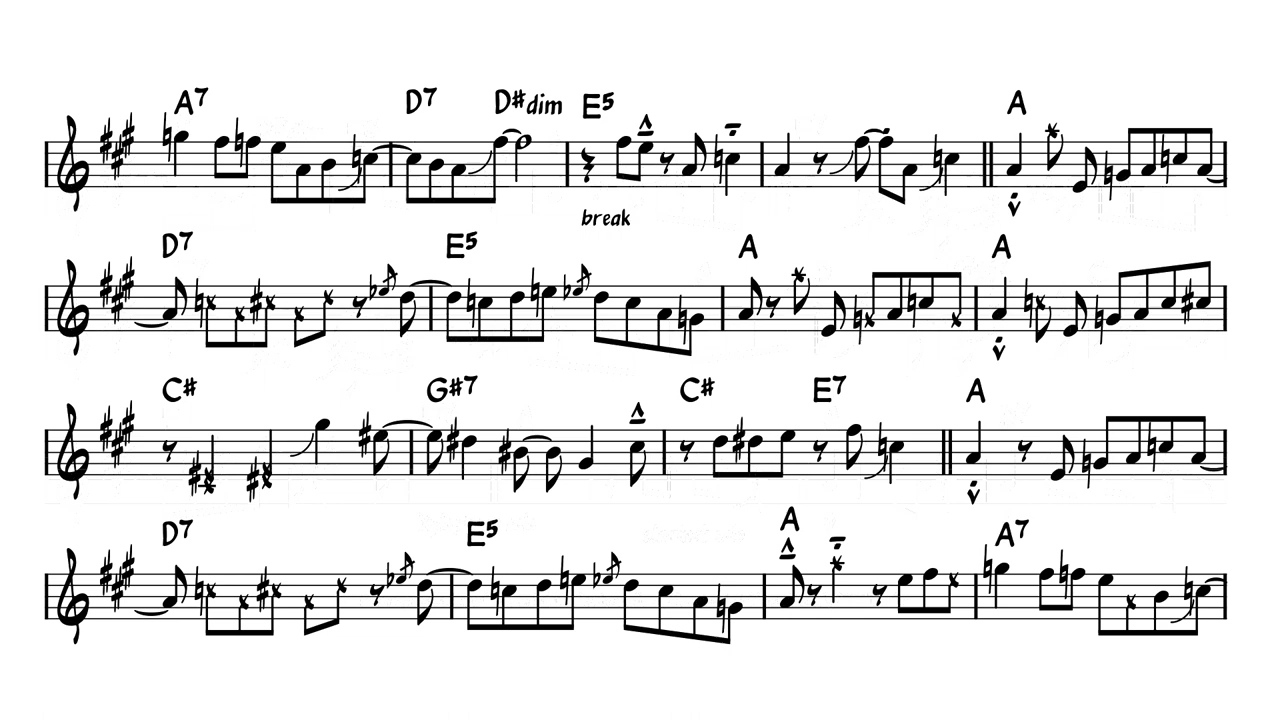 A7 D7 D#dim E5 A
break
D7 E5 A A
C# G#7 C# E7 A
D7 E5 A A7